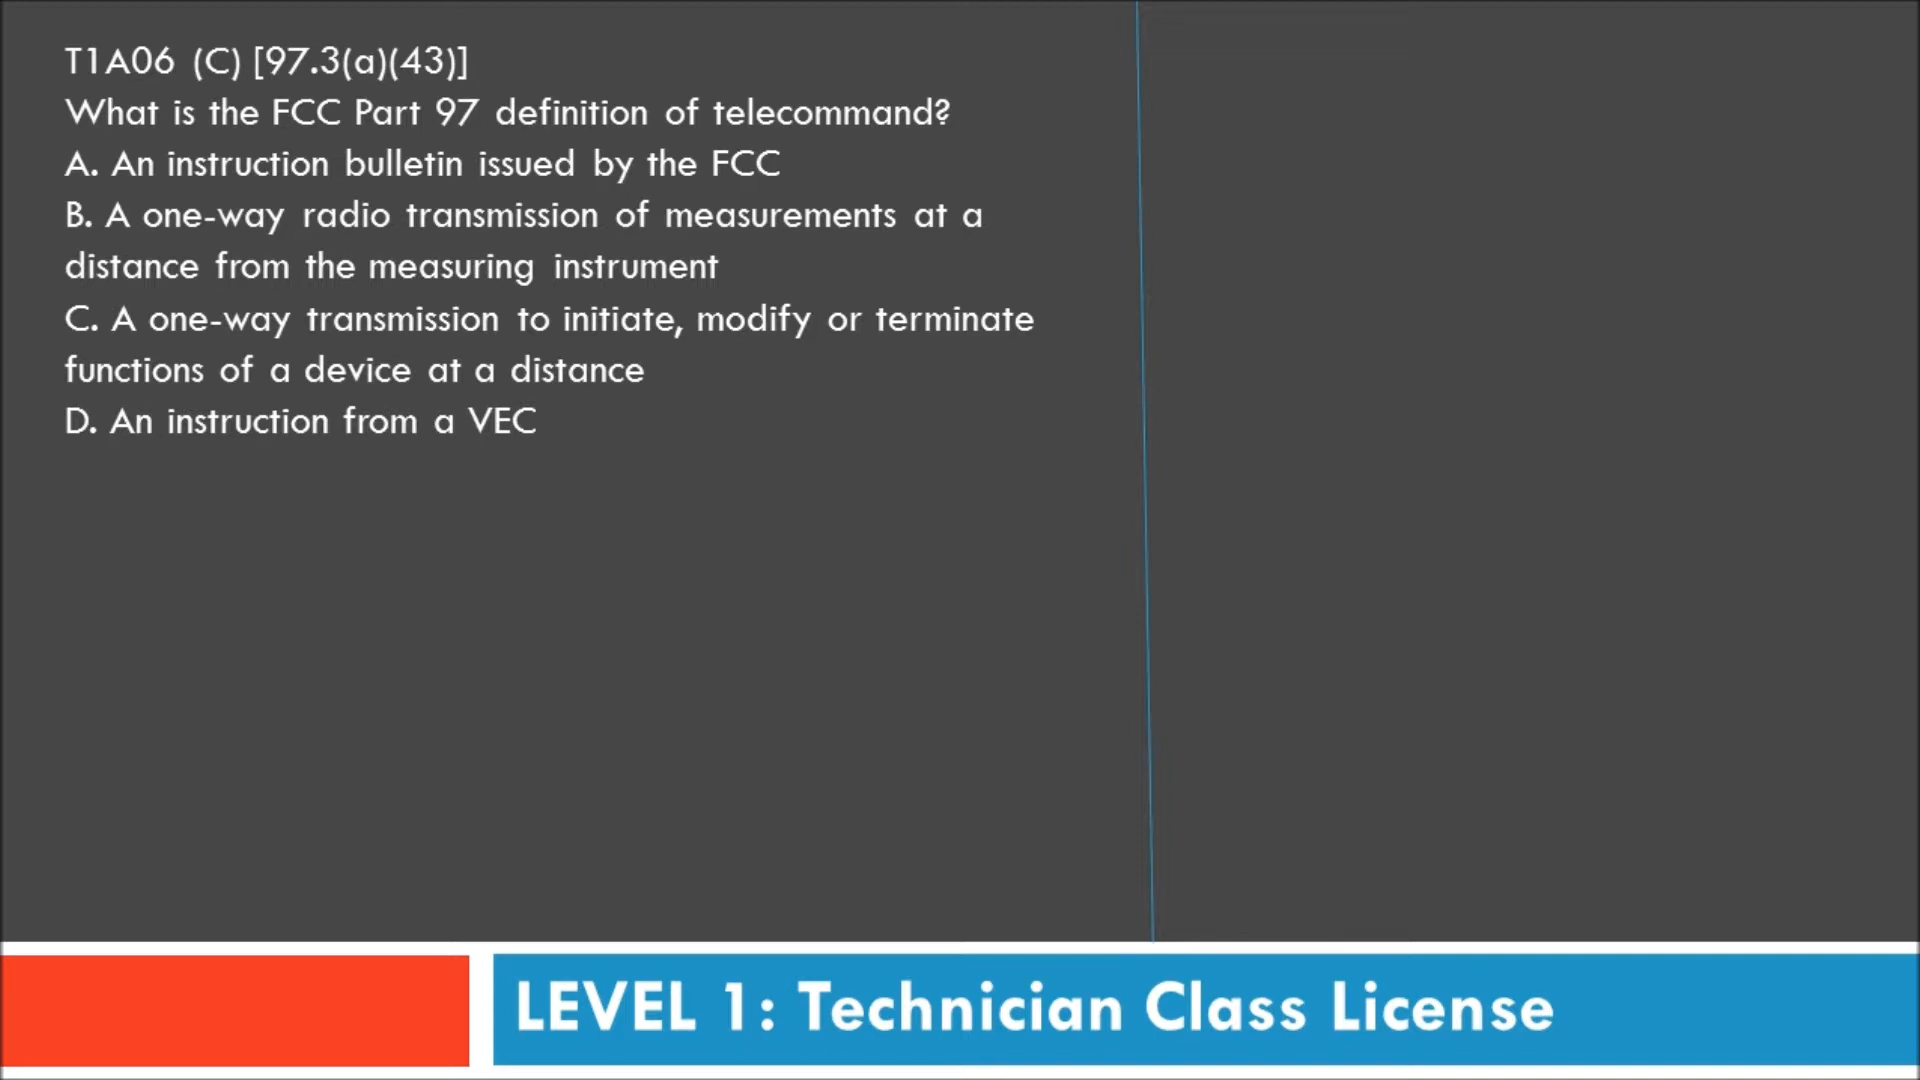 T1A06 (C) [97.3(a)(43)]
What is the FCC Part 97 definition of telecommand?
A. An instruction bulletin issued by the FCC
B. A one-way radio transmission of measurements at a
distance from the measuring instrument
C. A one-way transmission to initiate, modify or terminate
functions of a device at a distance
D. An instruction from a VEC
LEVEL 1: Technician Class License